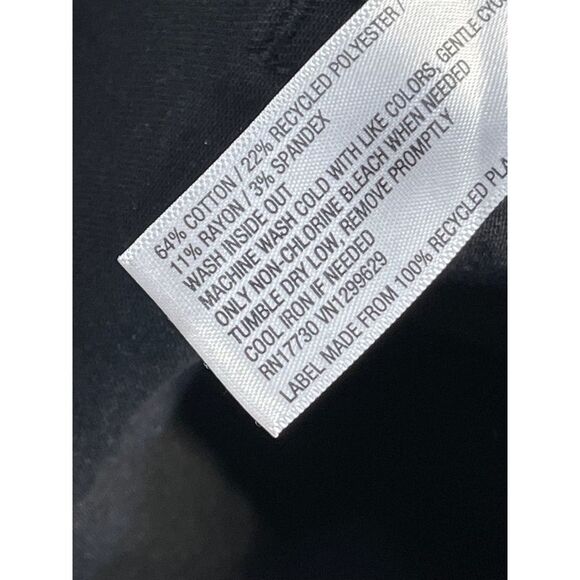 64% COTTON / 22% RECYCLED POLYESTER /
11% RAYON / 3% SPANDEX
WASH INSIDE OUT
MACHINE WASH COLD WITH LIKE COLORS, GENTLE
ONLY NON-CHLORINE BLEACH WHEN NEEDED
TUMBLE DRY LOW, REMOVE PROMPTLY
COOL IRON IF NEEDED
RN17730 VN1299629
LABEL MADE FROM 100% RECYCLED